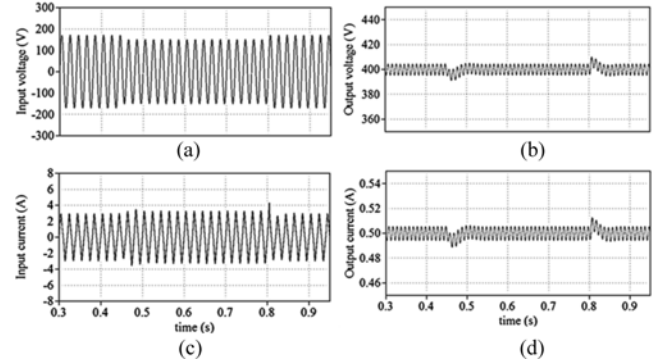 Input voltage (V)
300
200
100
0
-100
-200
-300
(a)
Output voltage (V)
440
420
400
380
360
(b)
Input current (A)
8
6
4
2
0
-2
-4
-6
-8
0.3 0.4 0.5 0.6 0.7 0.8 0.9
time (s)
(c)
Output current (A)
0.54
0.52
0.50
0.48
0.46
0.3 0.4 0.5 0.6 0.7 0.8 0.9
time (s)
(d)